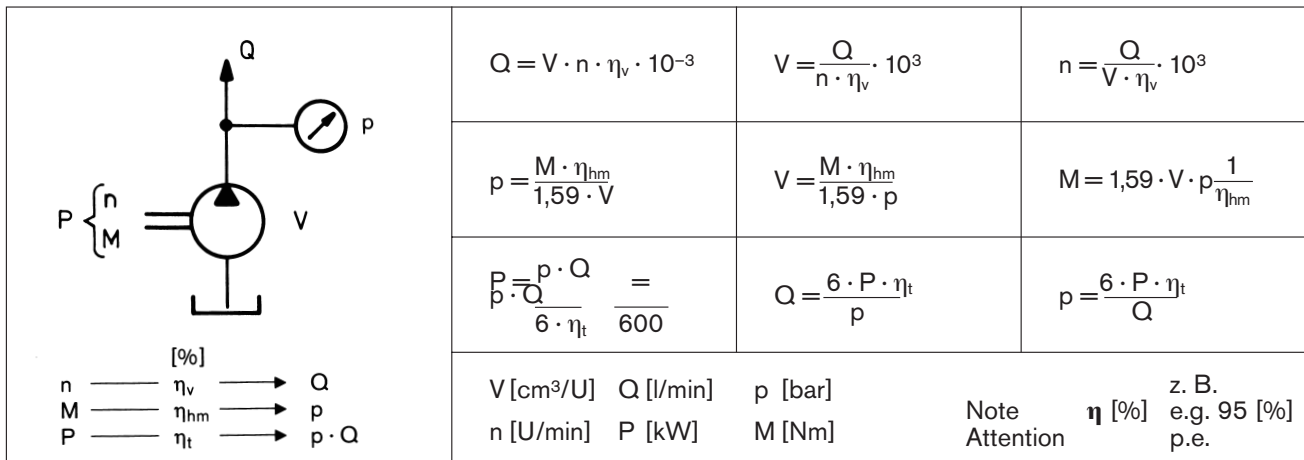 Q
p
P { n
M
V
[%]
n η_v Q
M η_hm p
P η_t p · Q
Q = V · n · η_v · 10⁻³
V = Q / n · η_v · 10³
n = Q / V · η_v · 10³
p = M · η_hm / 1,59 · V
V = M · η_hm / 1,59 · p
M = 1,59 · V · p 1 / η_hm
P = p · Q
p · Q =
6 · η_t 600
Q = 6 · P · η_t / p
p = 6 · P · η_t / Q
V [cm³/U] Q [l/min] p [bar]
n [U/min] P [kW] M [Nm]
z. B.
Note η [%] e.g. 95 [%]
Attention p.e.